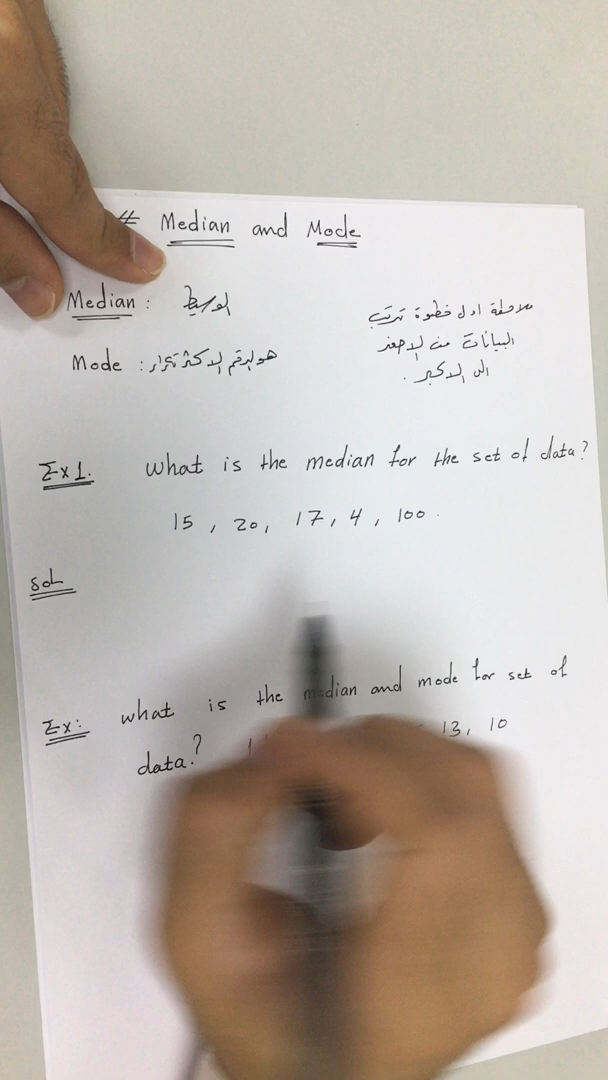 # Median and Mode
Median : الوسيط
Mode : هو الرقم الاكثر تكرار
ملاحظة اول خطوة ترتب
البيانات من الاصغر
الى الاكبر .
Ex1. What is the median for the set of data?
15 , 20, 17, 4, 100 .
Sol
Ex: What is the median and mode for set of
data? 13, 10